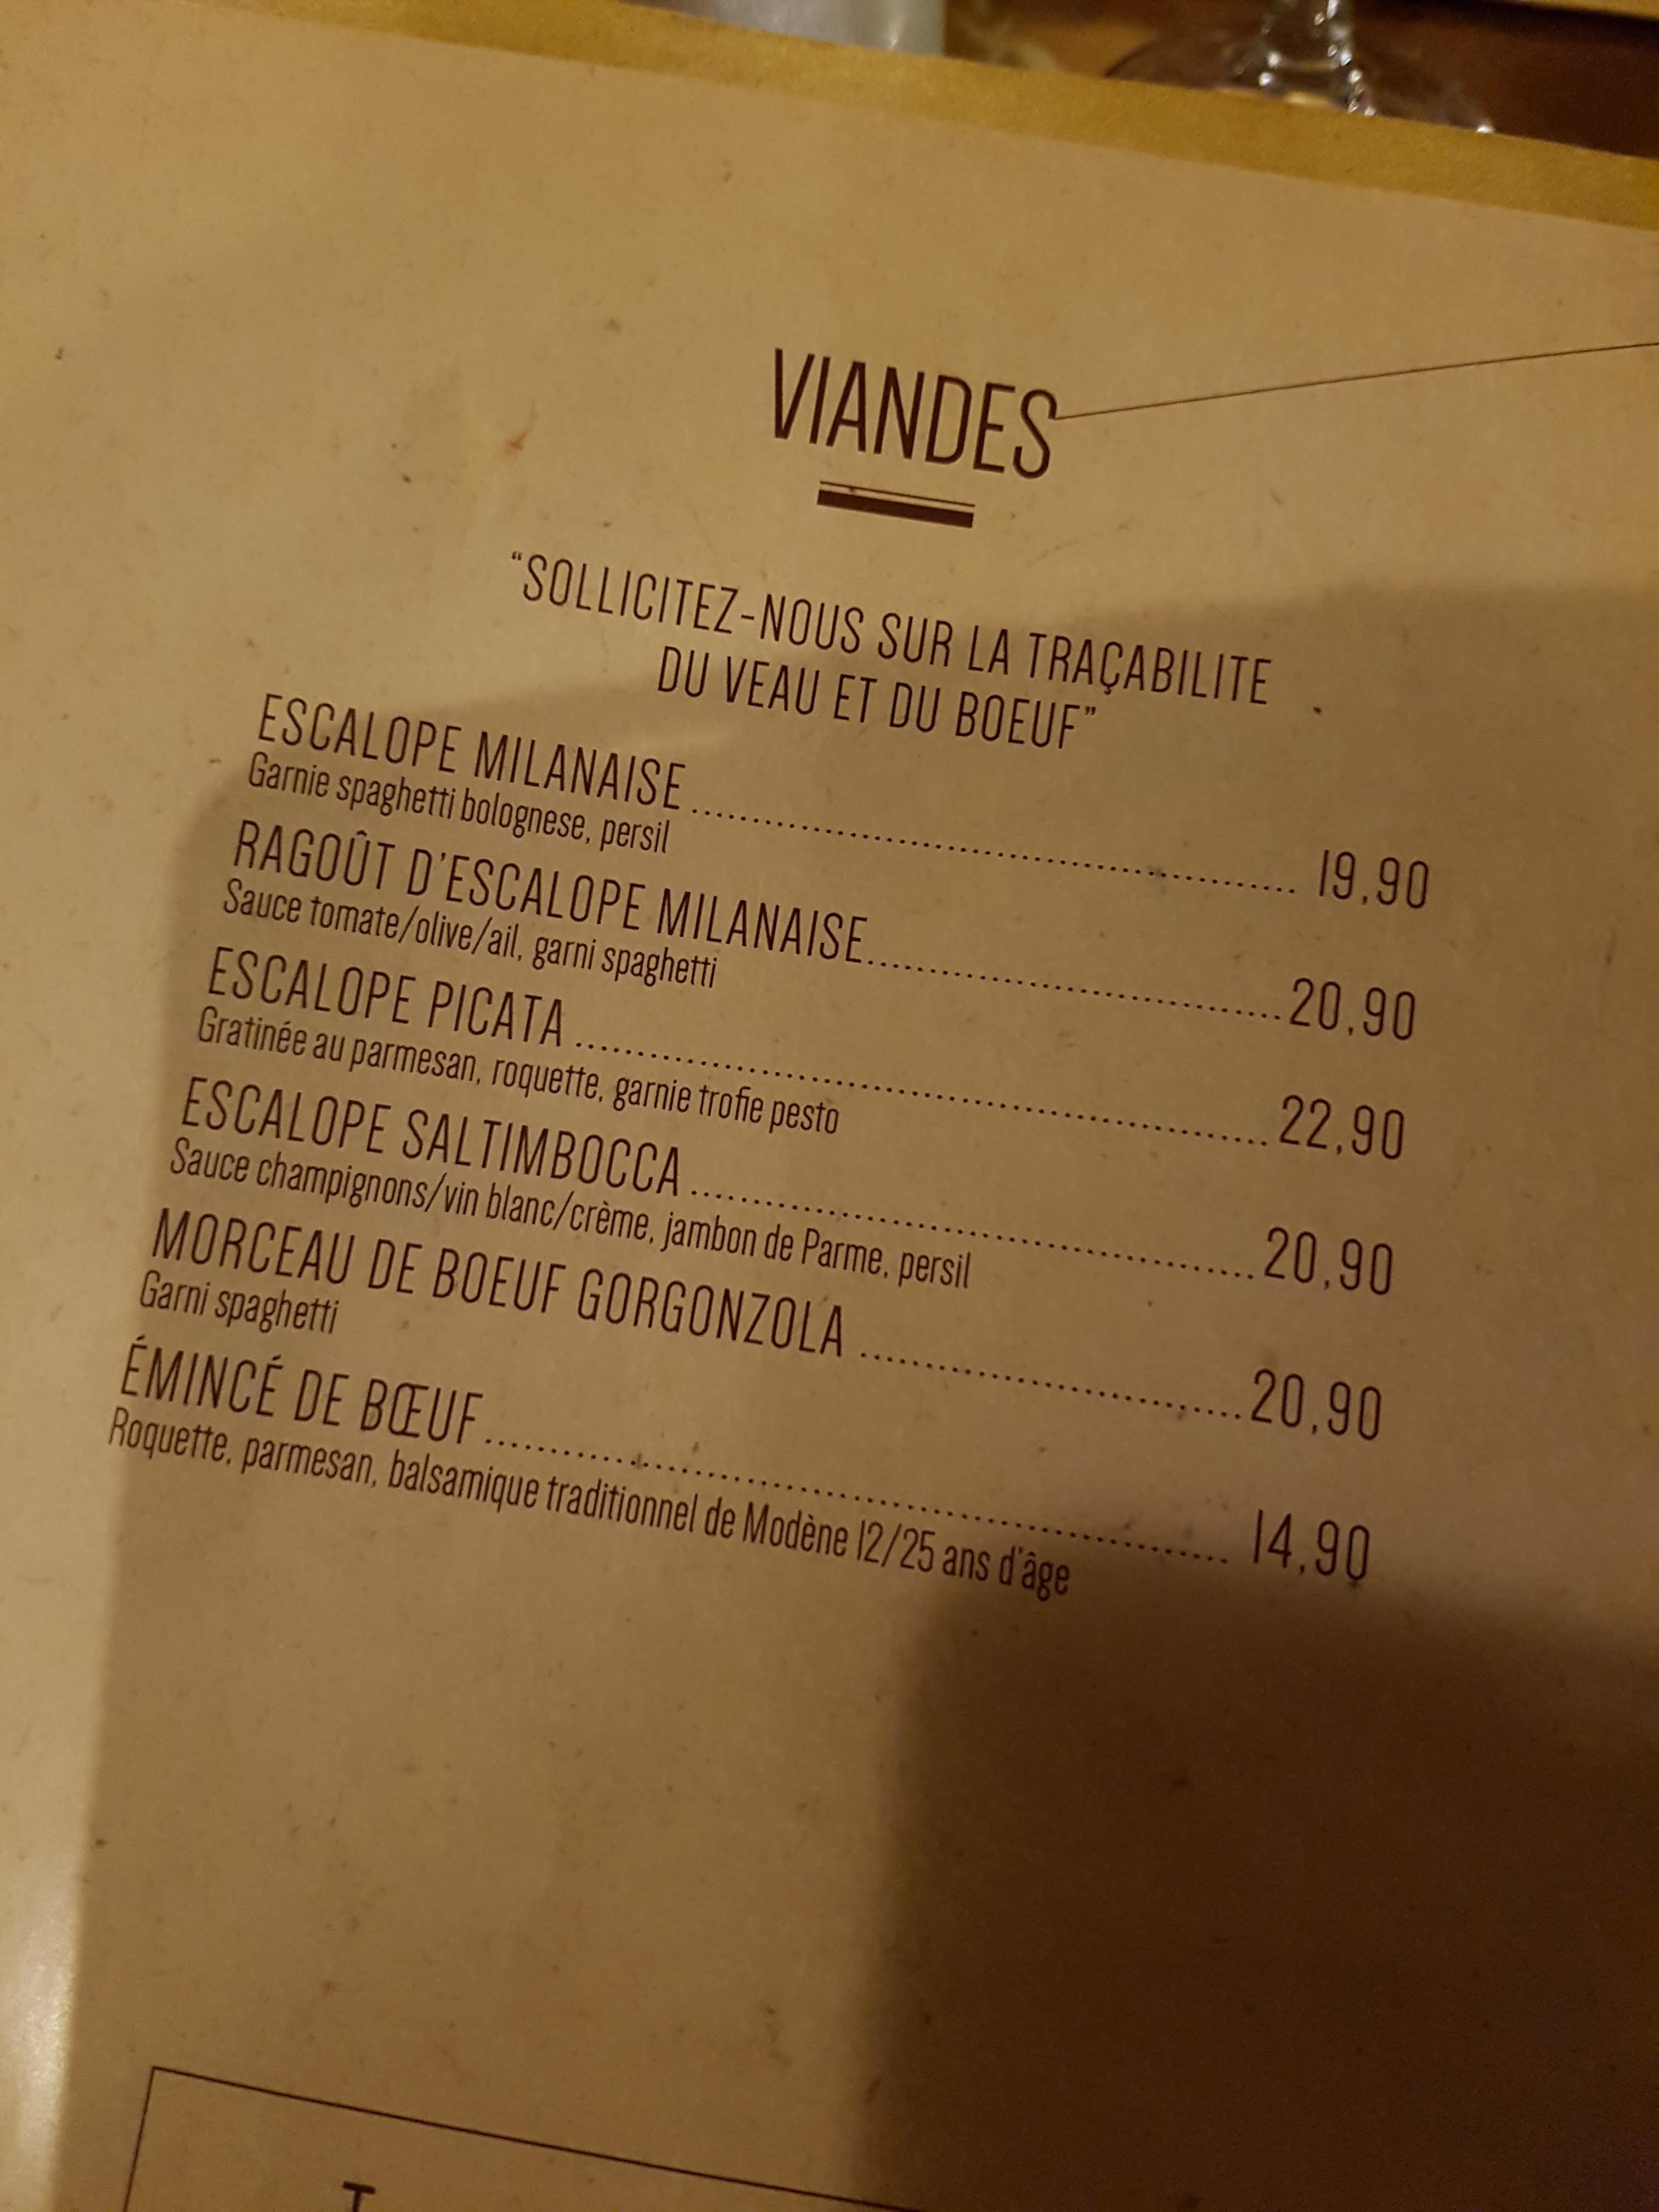 VIANDES
“SOLLICITEZ-NOUS SUR LA TRAÇABILITE
DU VEAU ET DU BOEUF”
ESCALOPE MILANAISE ........ 19,90
Garnie spaghetti bolognese, persil
RAGOÛT D'ESCALOPE MILANAISE ........ 20,90
Sauce tomate/olive/ail, garni spaghetti
ESCALOPE PICATA ........ 22,90
Gratinée au parmesan, roquette, garnie trofie pesto
ESCALOPE SALTIMBOCCA ........ 20,90
Sauce champignons/vin blanc/crème, jambon de Parme, persil
MORCEAU DE BOEUF GORGONZOLA ........ 20,90
Garni spaghetti
ÉMINCÉ DE BŒUF ........ 14,90
Roquette, parmesan, balsamique traditionnel de Modène 12/25 ans d'âge